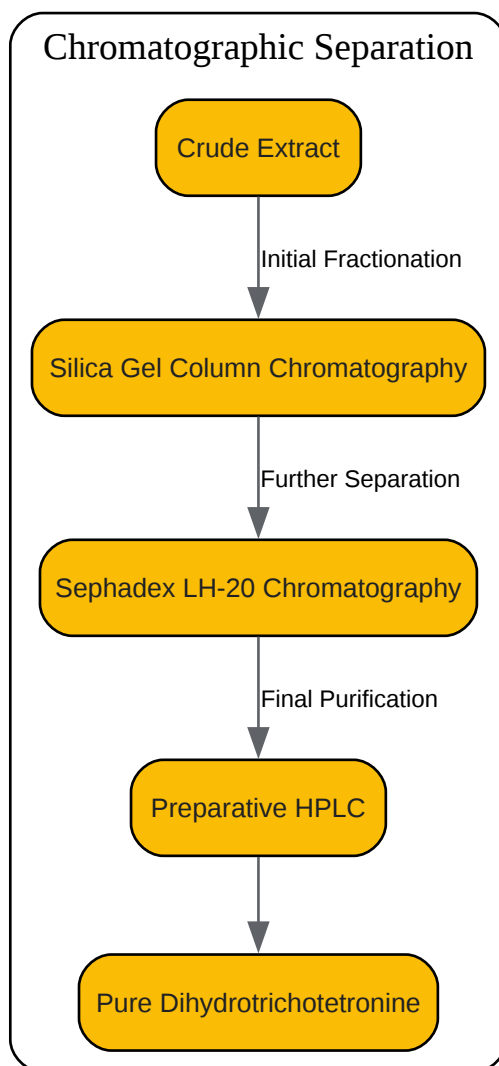 Chromatographic Separation
Crude Extract
Initial Fractionation
Silica Gel Column Chromatography
Further Separation
Sephadex LH-20 Chromatography
Final Purification
Preparative HPLC
Pure Dihydrotrichotetronine